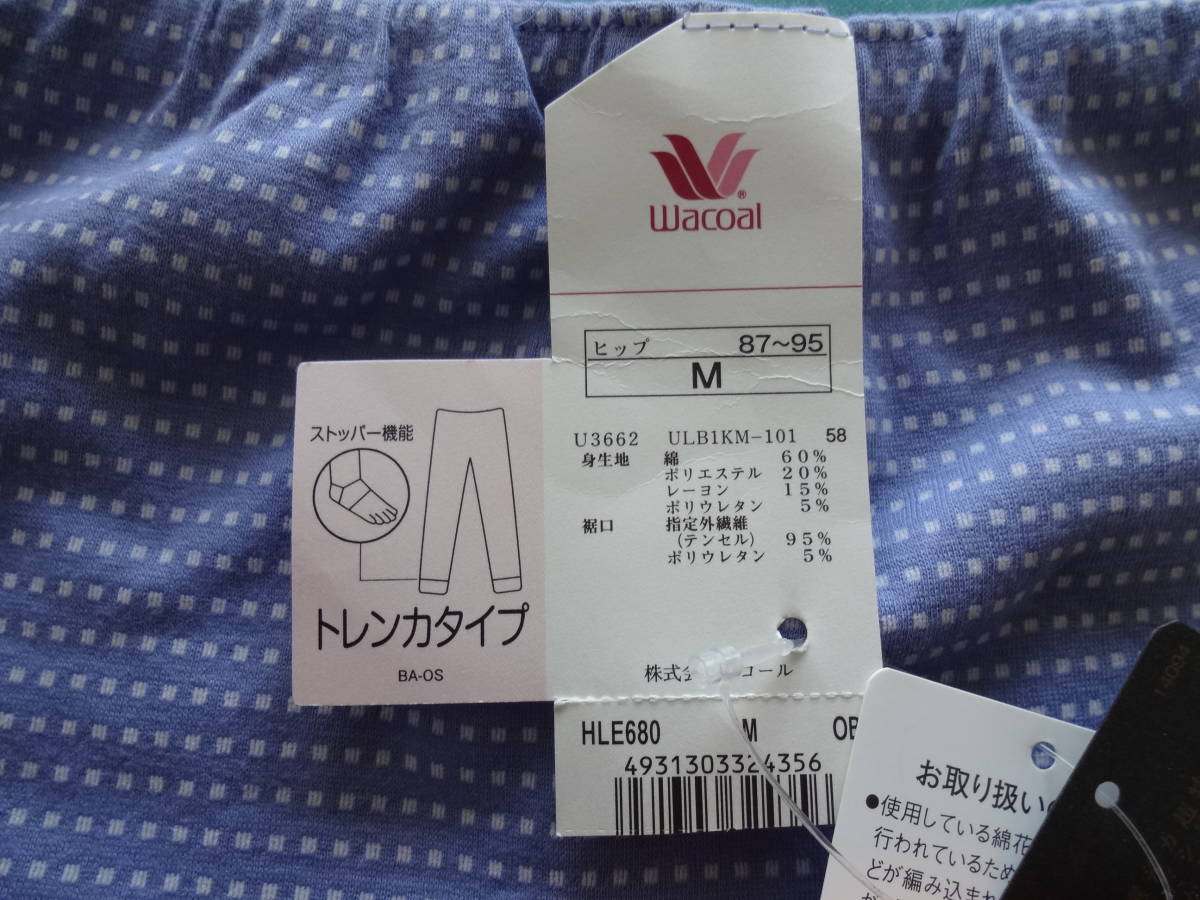 Wacoal
ヒップ 87〜95
M
U3662 ULB1KM-101 58
身生地 綿 60%
ポリエステル 20%
レーヨン 15%
ポリウレタン 5%
裾口 指定外繊維
(テンセル) 95%
ポリウレタン 5%
株式会 コール
HLE680 M OB
4931303324356
ストッパー機能
トレンカタイプ
BA-OS
お取り扱い
●使用している綿花
行われているため
どが編み込まれ